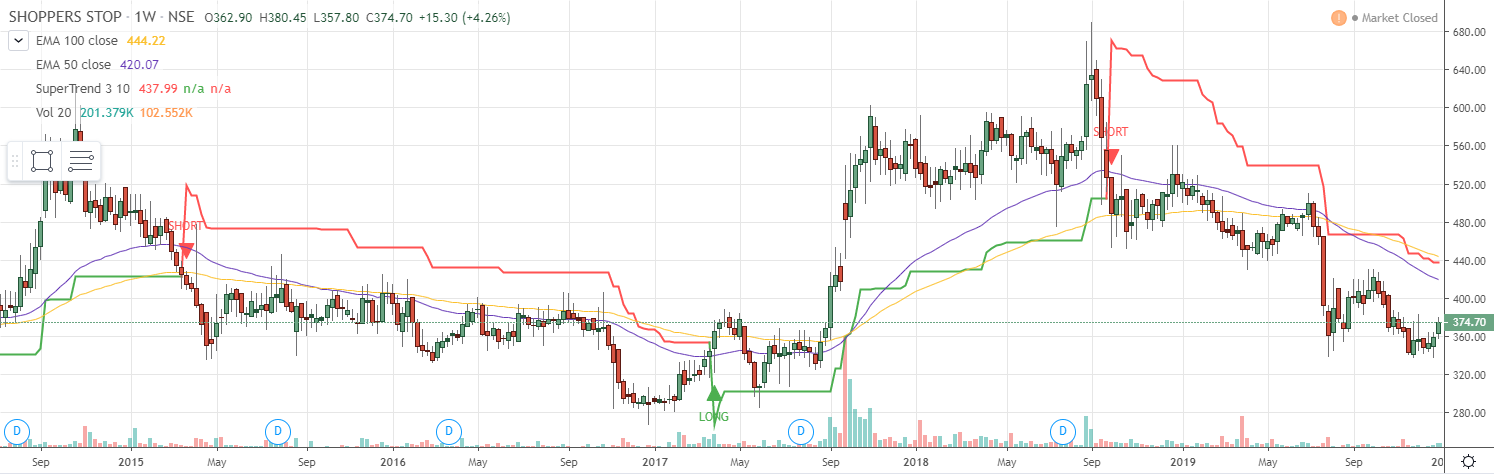 SHOPPERS STOP · 1W · NSE O362.90 H380.45 L357.80 C374.70 +15.30 (+4.26%)
! Market Closed
EMA 100 close 444.22
EMA 50 close 420.07
SuperTrend 3 10 437.99 n/a n/a
Vol 20 201.379K 102.552K
680.00
640.00
600.00
560.00
520.00
480.00
440.00
400.00
374.70
360.00
320.00
280.00
SHORT
SHORT
LONG
D D D D D
Sep 2015 May Sep 2016 May Sep 2017 May Sep 2018 May Sep 2019 May Sep 20